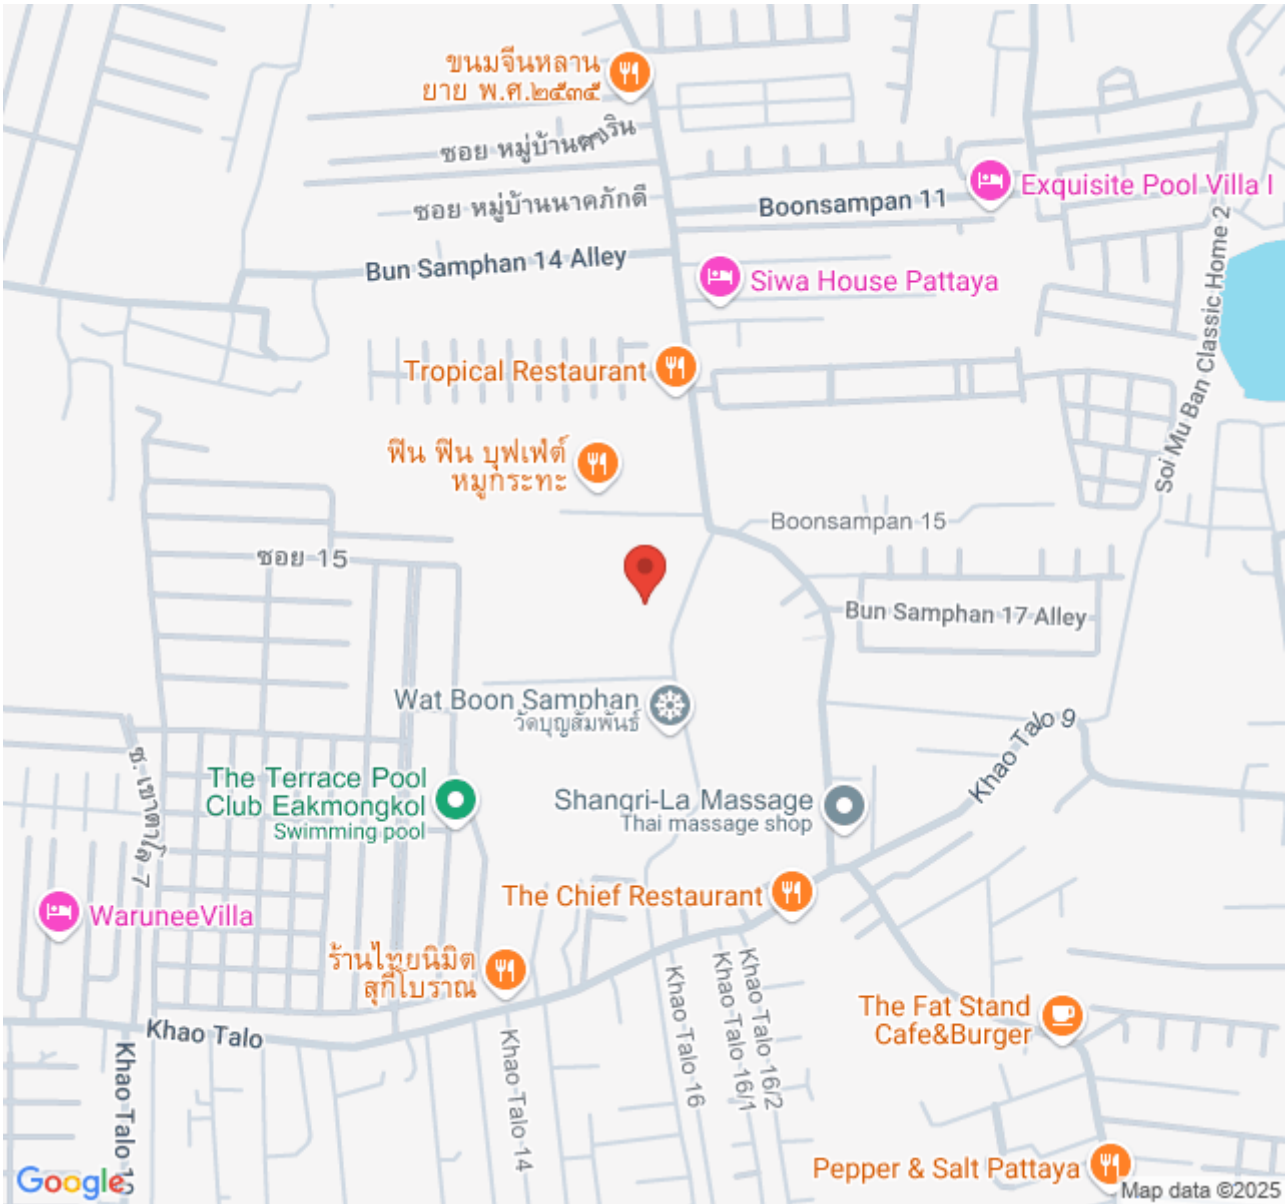 ขนมจีนหลาน
ยาย พ.ศ.๒๕๓๕
ซอย หมู่บ้านศาริน
ซอย หมู่บ้านนาคภักดี
Boonsampan 11
Exquisite Pool Villa I
Bun Samphan 14 Alley
Siwa House Pattaya
Soi Mu Ban Classic Home 2
Tropical Restaurant
ฟิน ฟิน บุฟเฟ่ต์
หมูกระทะ
Boonsampan 15
ซอย 15
Bun Samphan 17 Alley
Wat Boon Samphan
วัดบุญสัมพันธ์
Khao Talo 9
ซ. เขาตาโล 7
The Terrace Pool
Club Eakmongkol
Swimming pool
Shangri-La Massage
Thai massage shop
The Chief Restaurant
WaruneeVilla
ร้านไทยนิมิต
สุกี้โบราณ
Khao Talo 16
Khao Talo 16/1
Khao Talo 16/2
The Fat Stand
Cafe&Burger
Khao Talo
Khao Talo 14
Khao Talo 10
Pepper & Salt Pattaya
Google
Map data ©2025